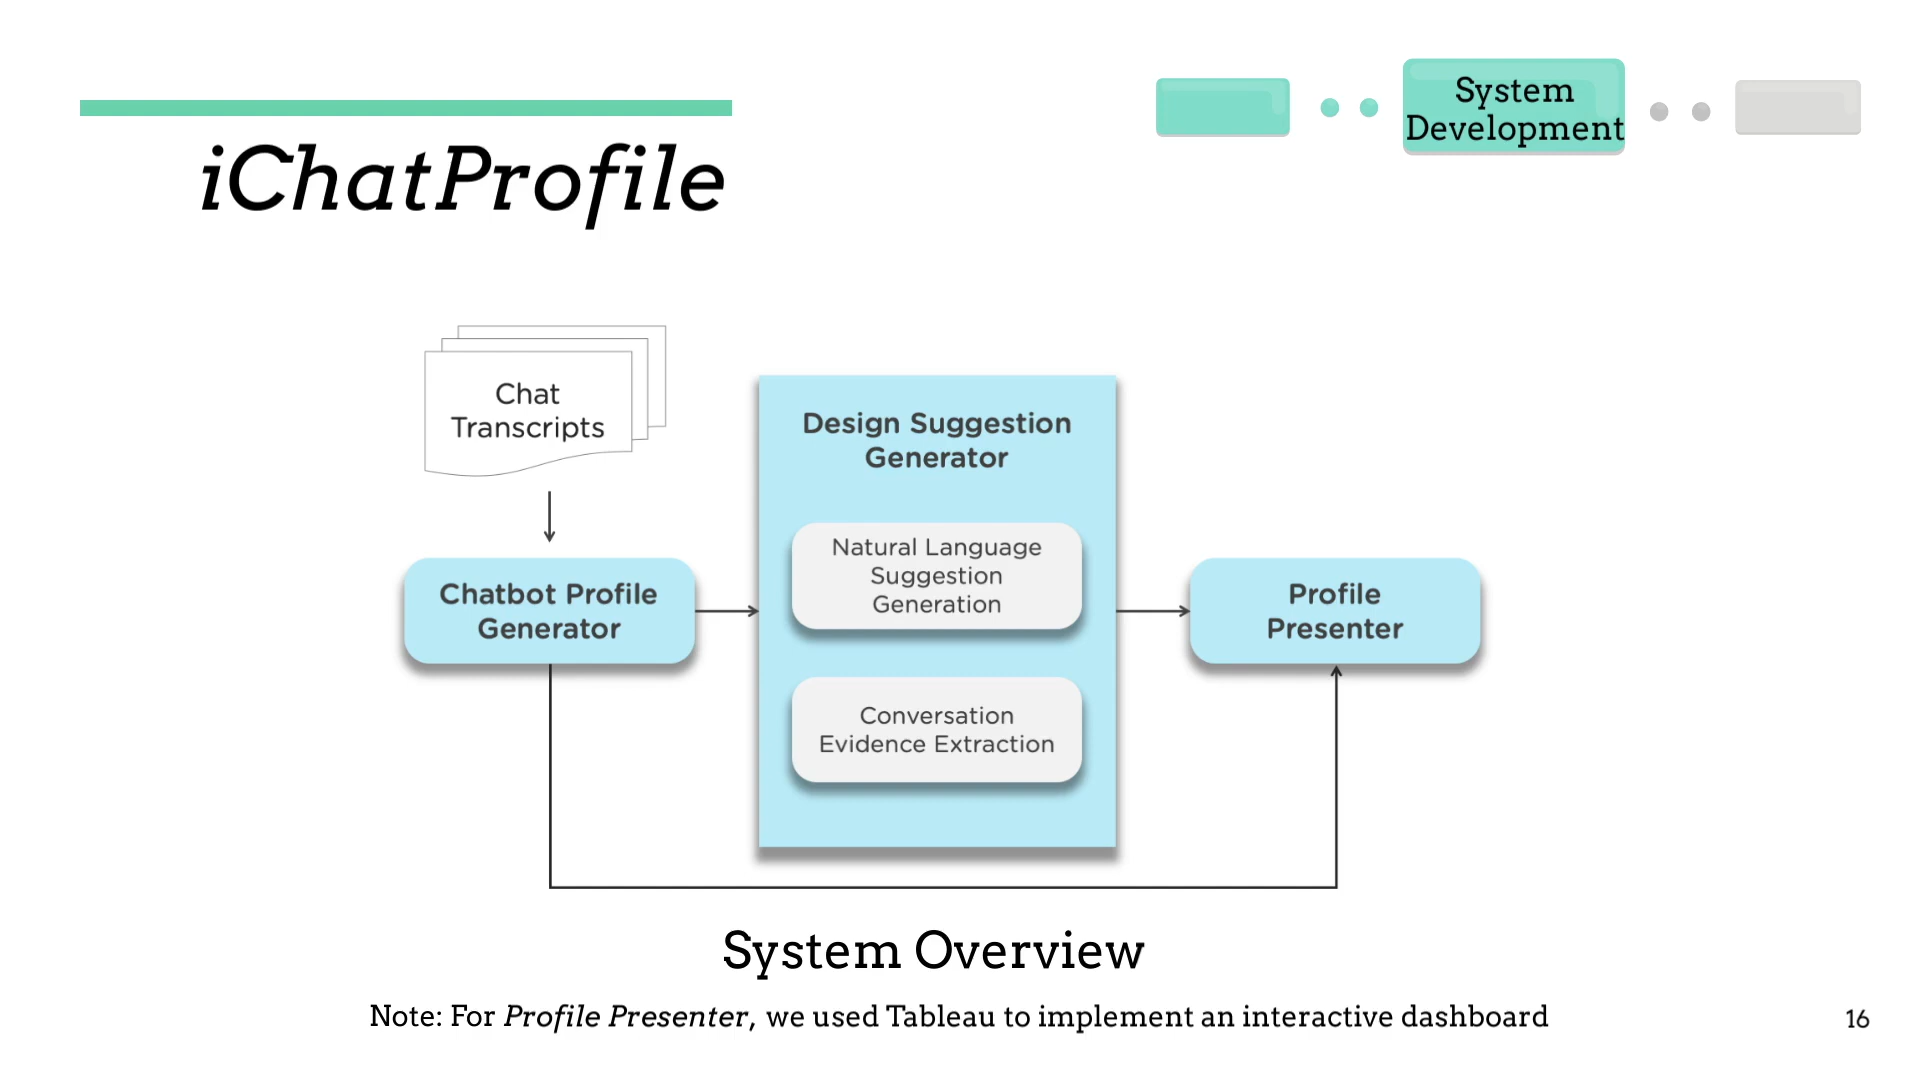 System
Development
iChatProfile
Chat
Transcripts
Design Suggestion
Generator
Natural Language
Suggestion
Generation
Chatbot Profile
Generator
Profile
Presenter
Conversation
Evidence Extraction
System Overview
Note: For Profile Presenter, we used Tableau to implement an interactive dashboard
16